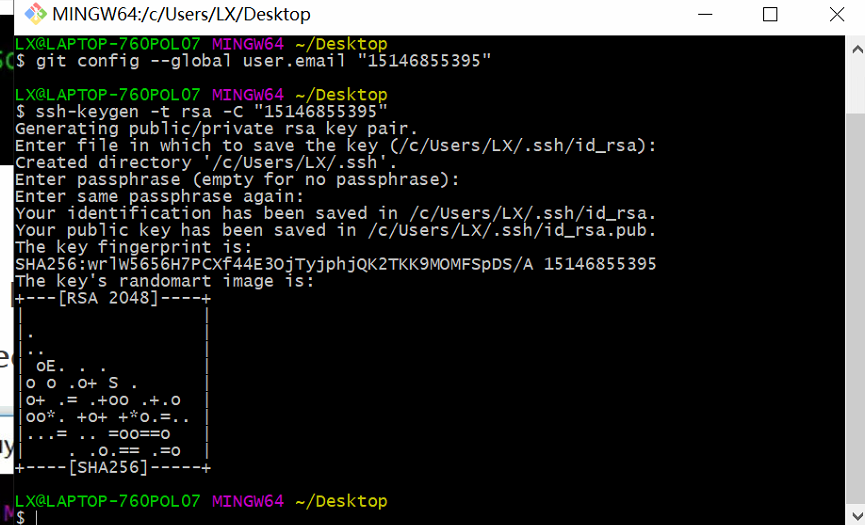 MINGW64:/c/Users/LX/Desktop
LX@LAPTOP-760POL07 MINGW64 ~/Desktop
$ git config --global user.email "15146855395"
LX@LAPTOP-760POL07 MINGW64 ~/Desktop
$ ssh-keygen -t rsa -C "15146855395"
Generating public/private rsa key pair.
Enter file in which to save the key (/c/Users/LX/.ssh/id_rsa):
Created directory '/c/Users/LX/.ssh'.
Enter passphrase (empty for no passphrase):
Enter same passphrase again:
Your identification has been saved in /c/Users/LX/.ssh/id_rsa.
Your public key has been saved in /c/Users/LX/.ssh/id_rsa.pub.
The key fingerprint is:
SHA256:wrlW5656H7PCXf44E3OjTyjphjQK2TKK9MOMFSpDS/A 15146855395
The key's randomart image is:
+---[RSA 2048]----+
|                 |
|.                |
|..               |
| oE. . .         |
|o o .o+ S .      |
|o+ .= .+oo .+.o  |
|oo*. +o+ +*o.=.. |
|...= .. =oo==o   |
|    . .o.== .=o  |
+----[SHA256]-----+
LX@LAPTOP-760POL07 MINGW64 ~/Desktop
$